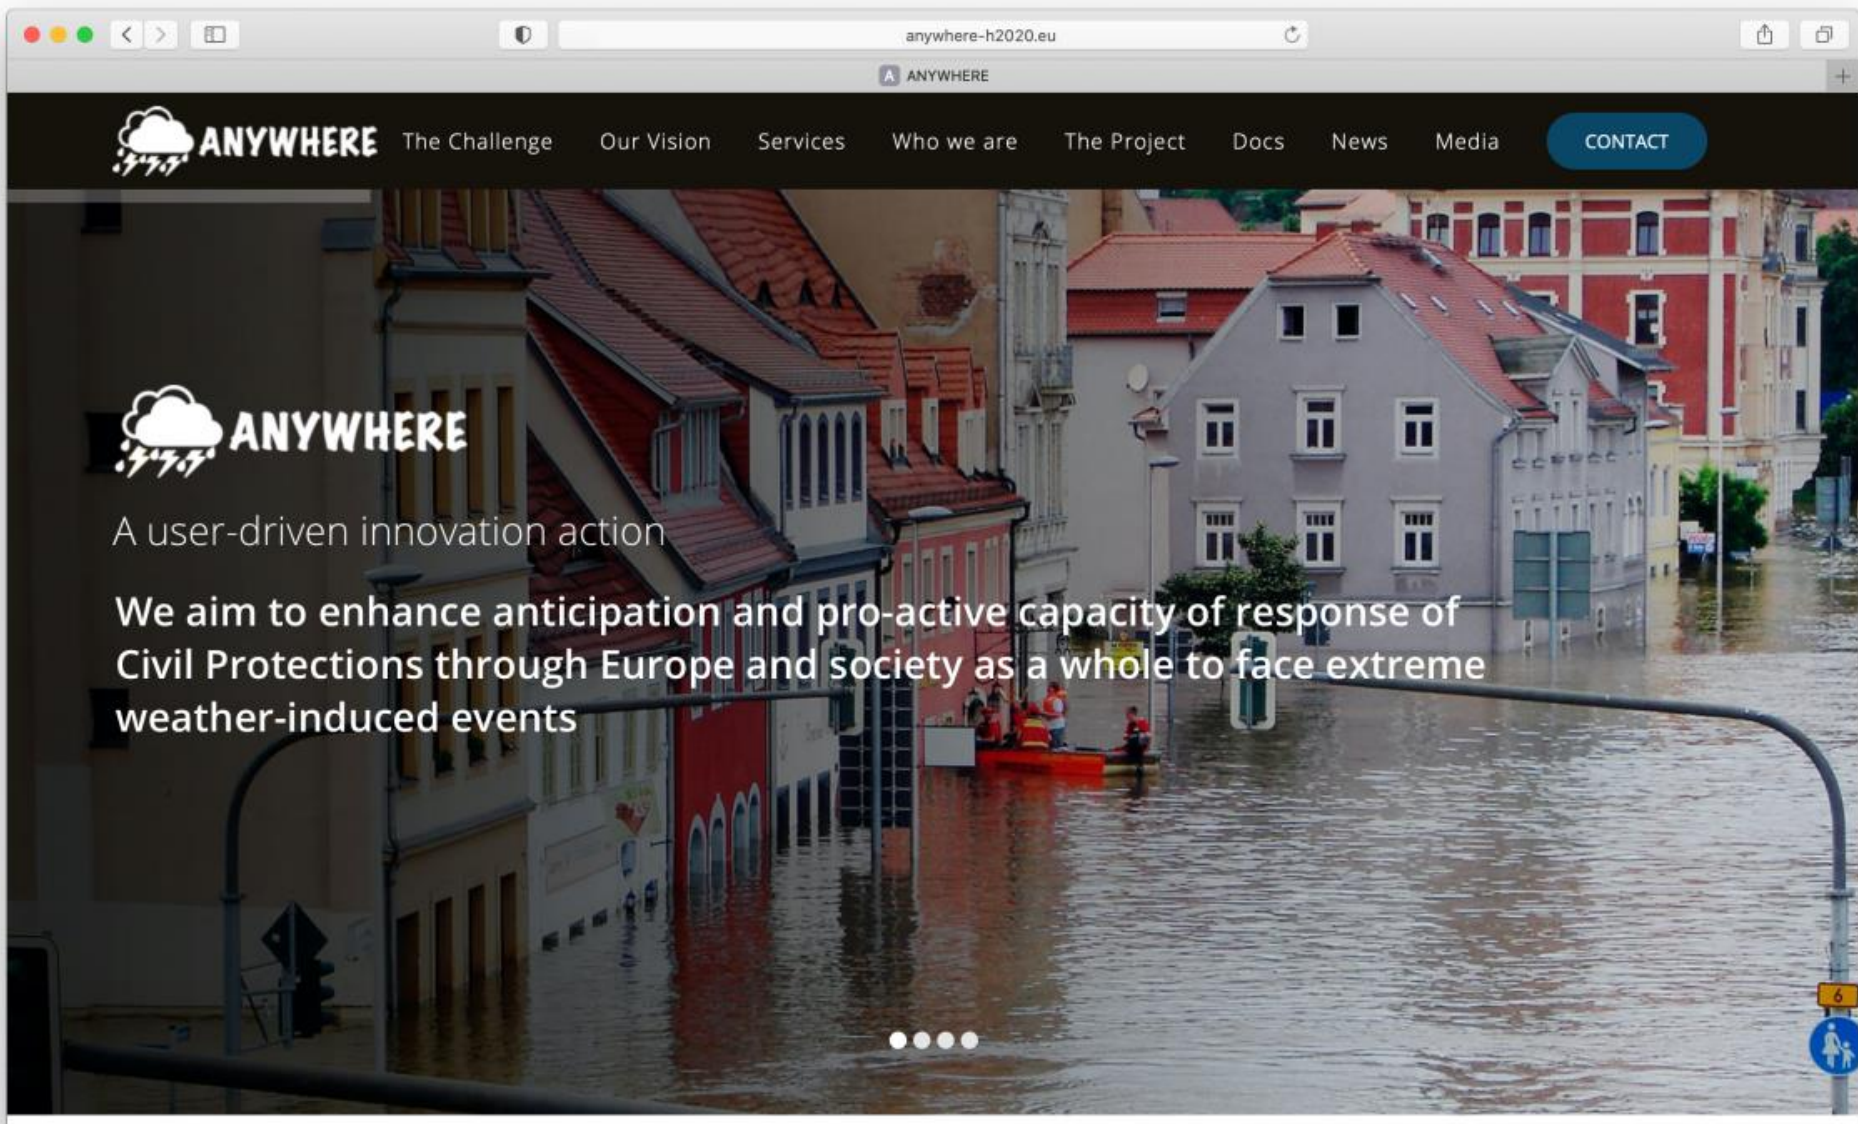 anywhere-h2020.eu
A ANYWHERE
ANYWHERE The Challenge Our Vision Services Who we are The Project Docs News Media CONTACT
ANYWHERE
A user-driven innovation action
We aim to enhance anticipation and pro-active capacity of response of
Civil Protections through Europe and society as a whole to face extreme
weather-induced events
6